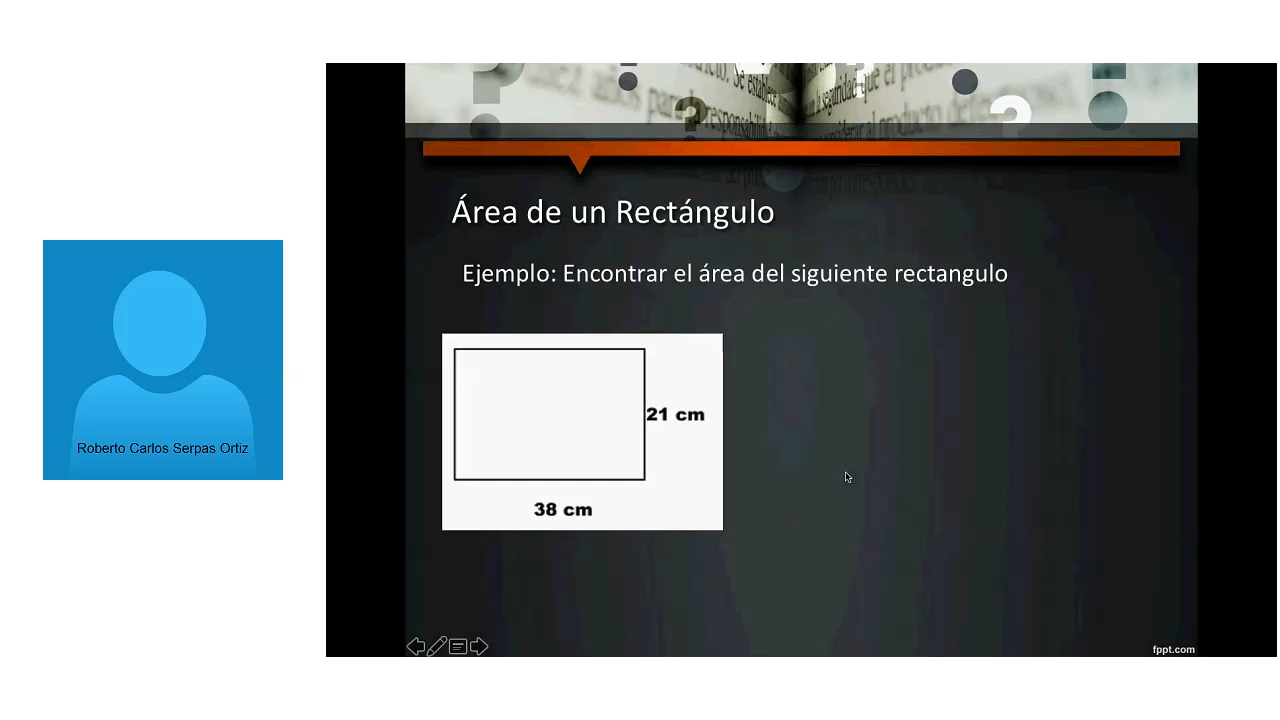 Roberto Carlos Serpas Ortiz
Área de un Rectángulo
Ejemplo: Encontrar el área del siguiente rectangulo
21 cm
38 cm
fppt.com